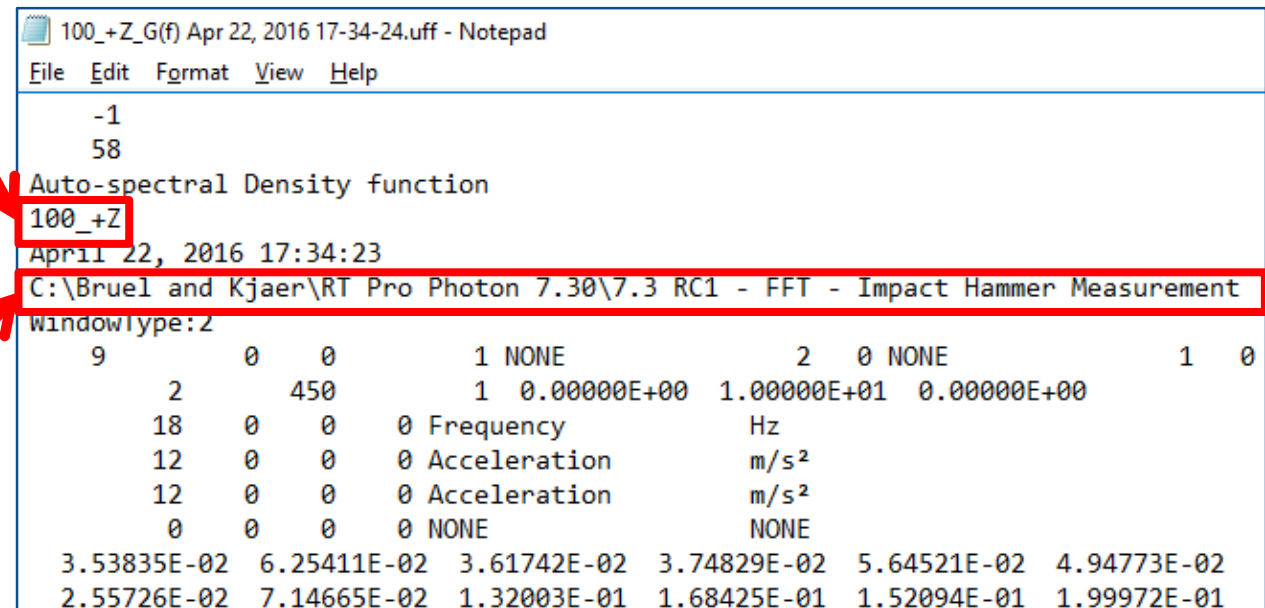 100_+Z_G(f) Apr 22, 2016 17-34-24.uff - Notepad
File Edit Format View Help
-1
58
Auto-spectral Density function
100_+Z
April 22, 2016 17:34:23
C:\Bruel and Kjaer\RT Pro Photon 7.30\7.3 RC1 - FFT - Impact Hammer Measurement
WindowType:2
9 0 0 1 NONE 2 0 NONE 1 0
2 450 1 0.00000E+00 1.00000E+01 0.00000E+00
18 0 0 0 Frequency Hz
12 0 0 0 Acceleration m/s²
12 0 0 0 Acceleration m/s²
0 0 0 0 NONE NONE
3.53835E-02 6.25411E-02 3.61742E-02 3.74829E-02 5.64521E-02 4.94773E-02
2.55726E-02 7.14665E-02 1.32003E-01 1.68425E-01 1.52094E-01 1.99972E-01